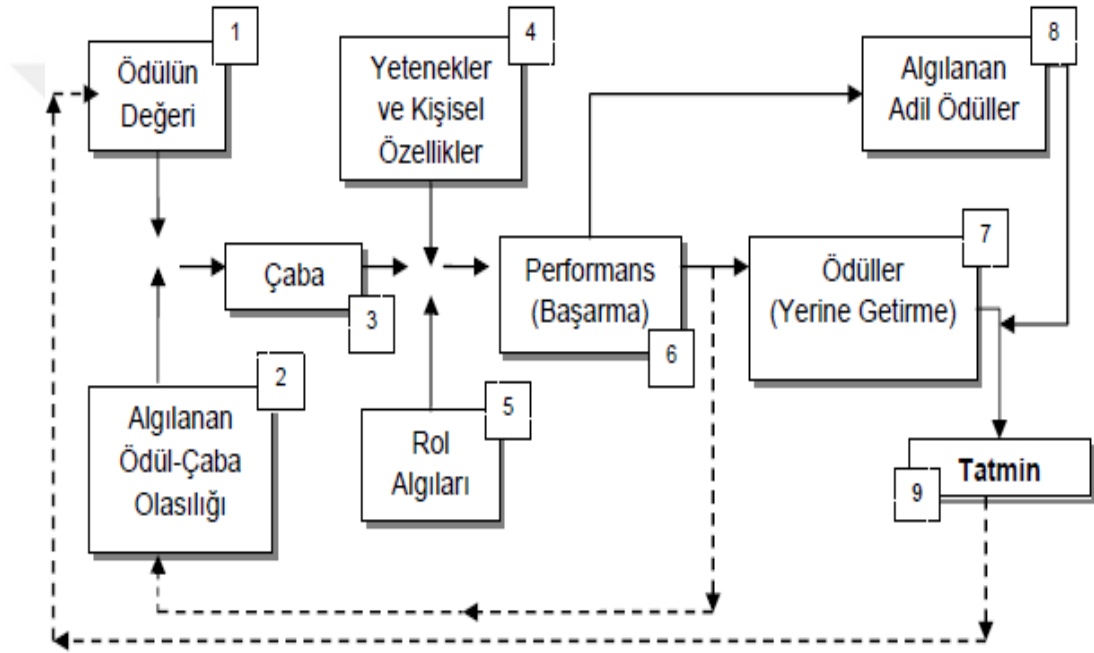 1
Ödülün
Değeri
4
Yetenekler
ve Kişisel
Özellikler
8
Algılanan
Adil Ödüller
Çaba
3
Performans
(Başarma)
6
7
Ödüller
(Yerine Getirme)
2
Algılanan
Ödül-Çaba
Olasılığı
5
Rol
Algıları
Tatmin
9